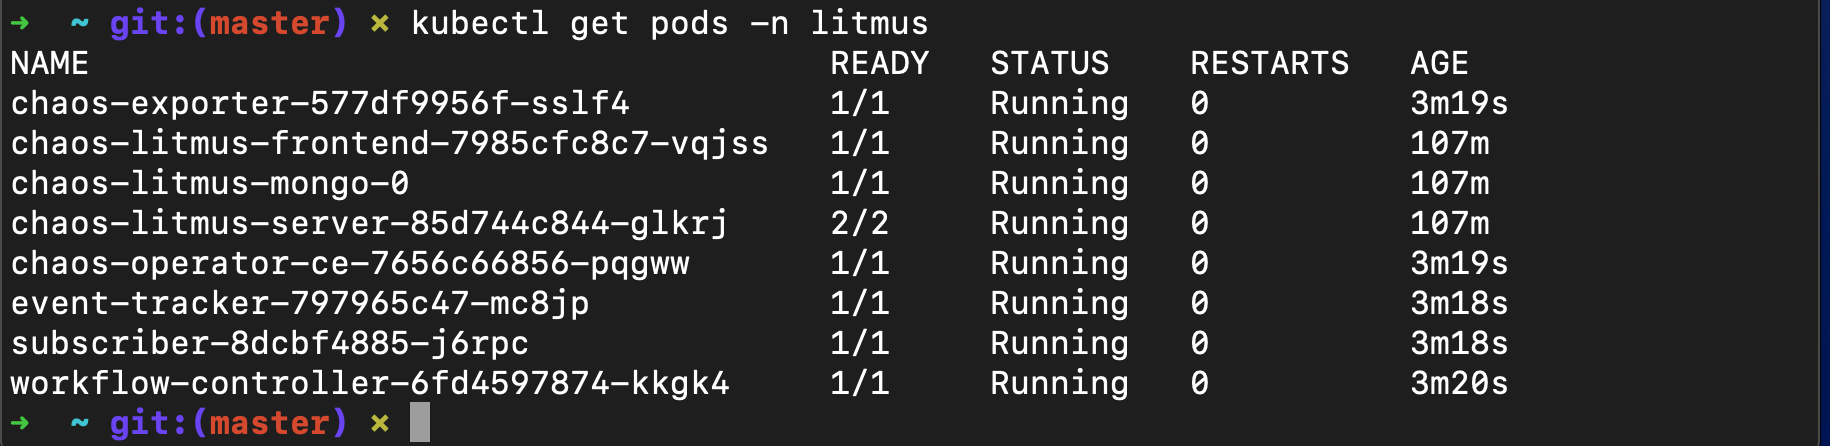 → ~ git:(master) × kubectl get pods -n litmus
NAME READY STATUS RESTARTS AGE
chaos-exporter-577df9956f-sslf4 1/1 Running 0 3m19s
chaos-litmus-frontend-7985cfc8c7-vqjss 1/1 Running 0 107m
chaos-litmus-mongo-0 1/1 Running 0 107m
chaos-litmus-server-85d744c844-glkrj 2/2 Running 0 107m
chaos-operator-ce-7656c66856-pqgww 1/1 Running 0 3m19s
event-tracker-797965c47-mc8jp 1/1 Running 0 3m18s
subscriber-8dcbf4885-j6rpc 1/1 Running 0 3m18s
workflow-controller-6fd4597874-kkgk4 1/1 Running 0 3m20s
→ ~ git:(master) ×